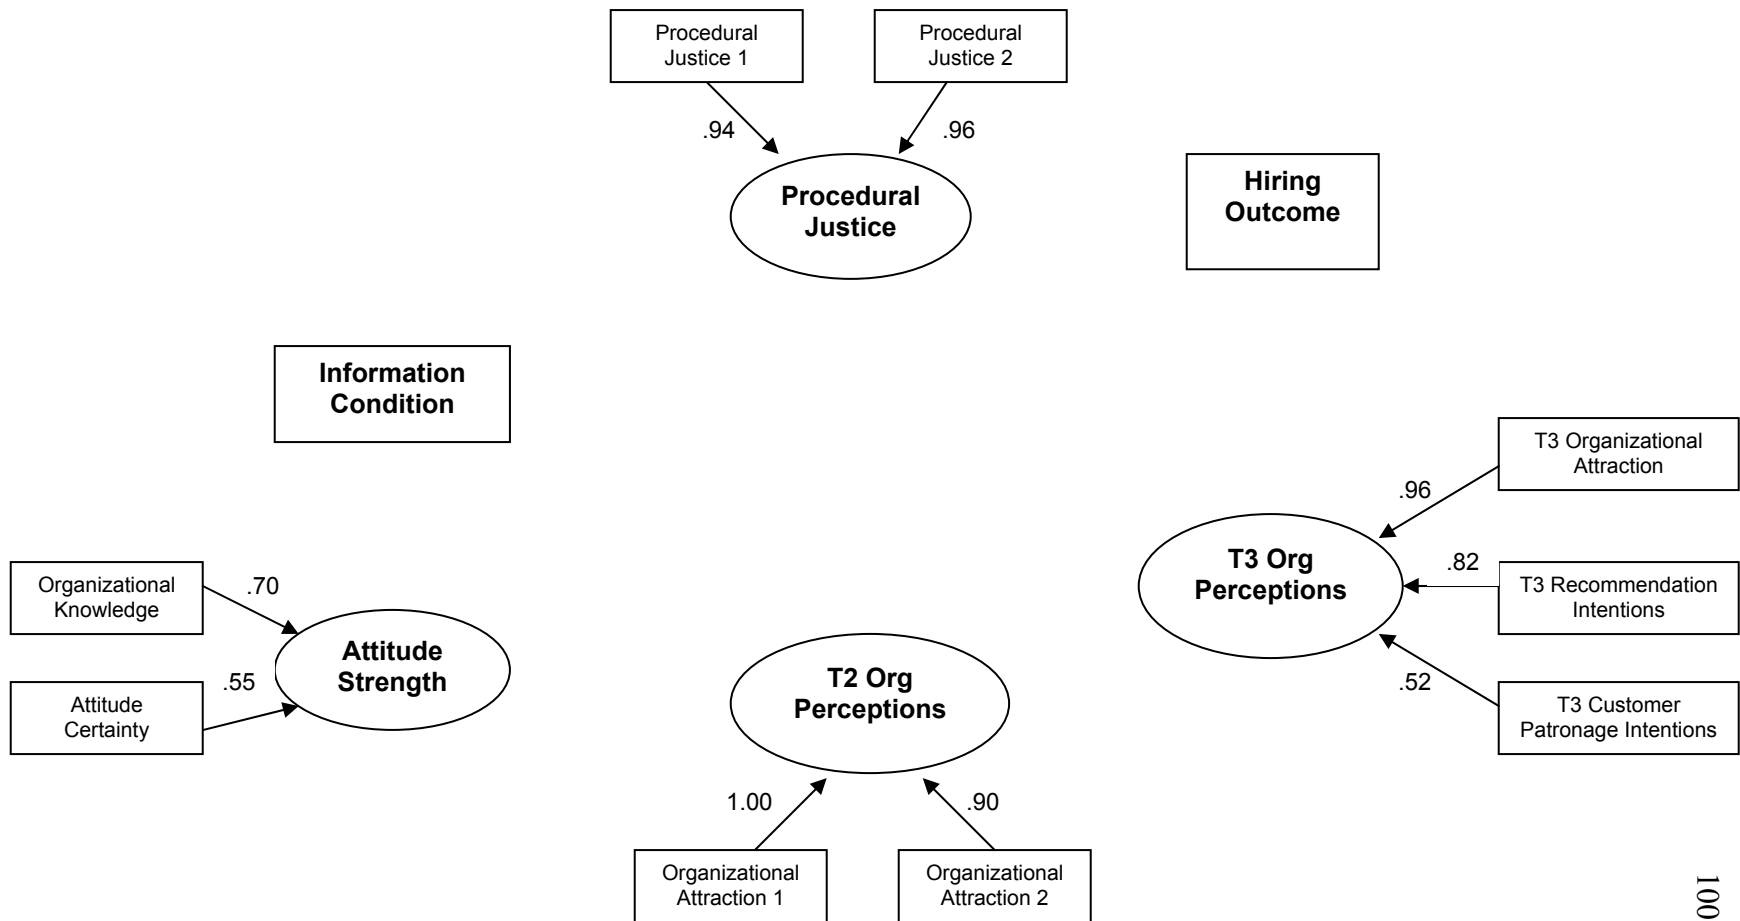 Procedural
Justice 1
Procedural
Justice 2
.94
.96
Procedural
Justice
Hiring
Outcome
Information
Condition
T3 Organizational
Attraction
.96
T3 Org
Perceptions
.82
T3 Recommendation
Intentions
.52
T3 Customer
Patronage Intentions
Organizational
Knowledge
.70
Attitude
Strength
.55
Attitude
Certainty
T2 Org
Perceptions
1.00
.90
Organizational
Attraction 1
Organizational
Attraction 2
100